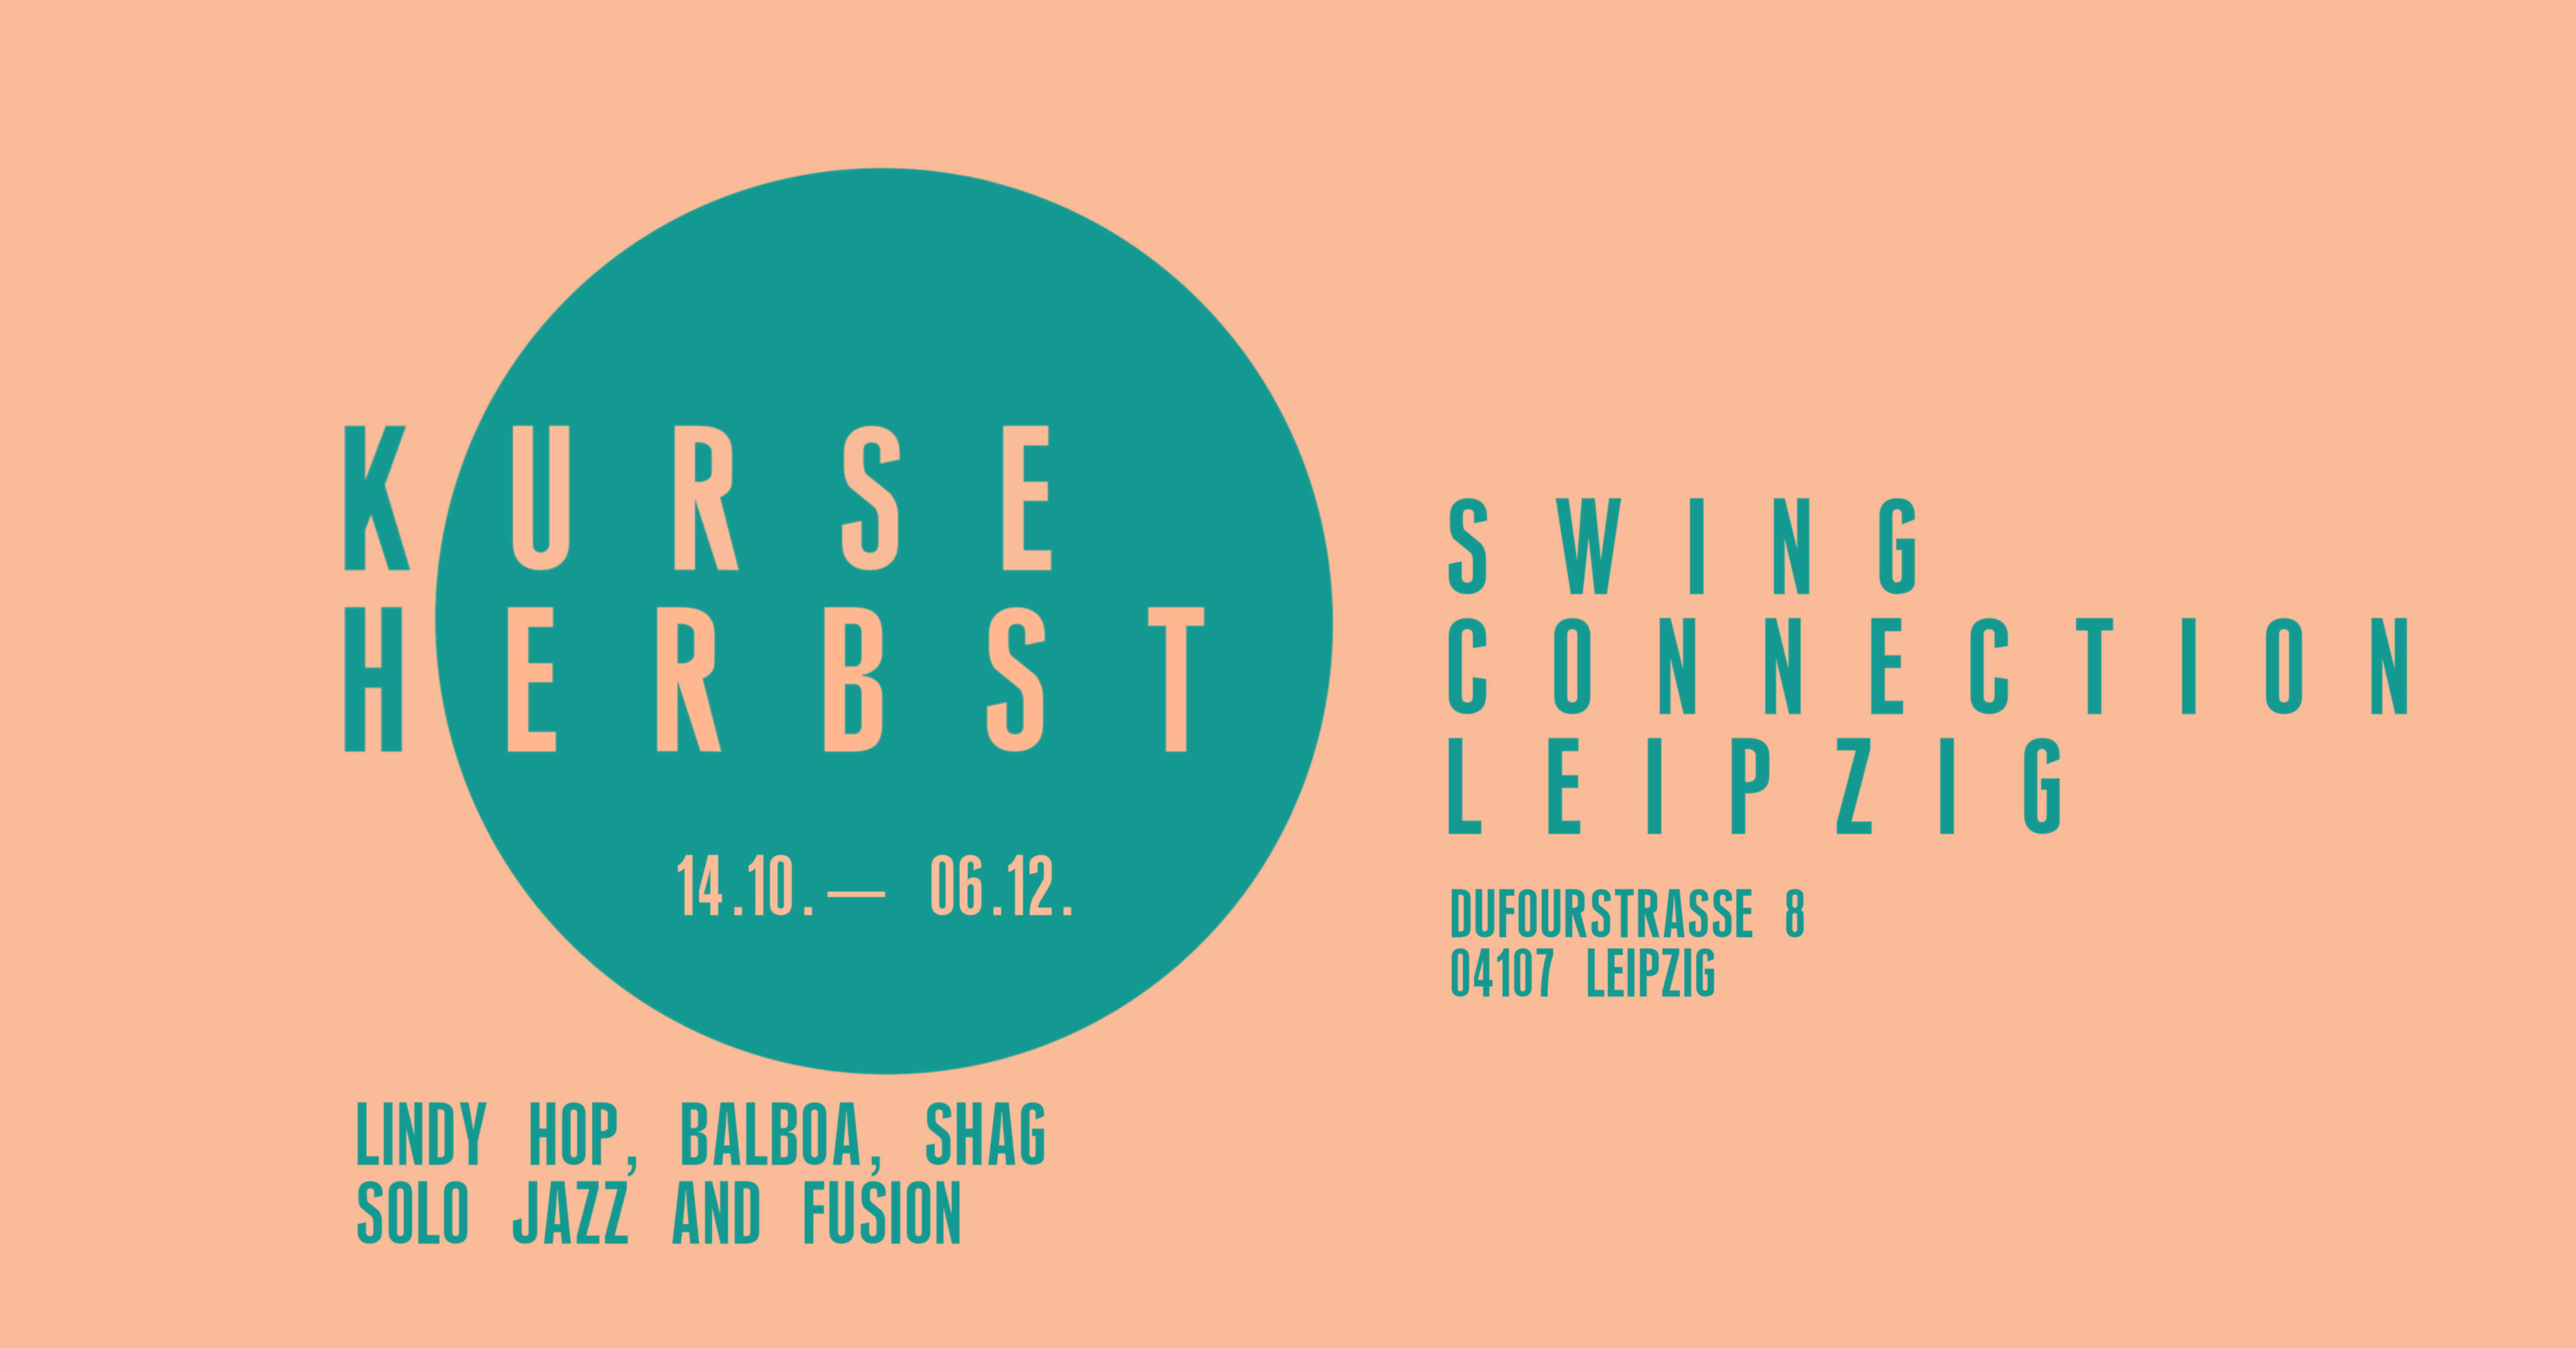 KURSE
HERBST
14.10.— 06.12.
LINDY HOP, BALBOA, SHAG
SOLO JAZZ AND FUSION
SWING
CONNECTION
LEIPZIG
DUFOURSTRASSE 8
04107 LEIPZIG